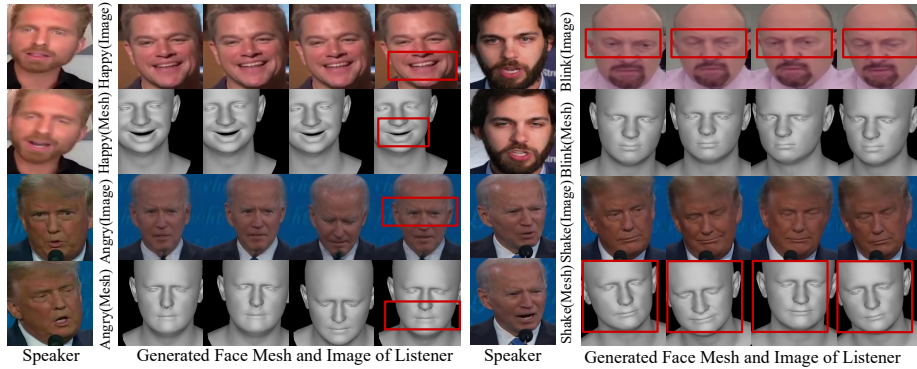 Happy(Image)
Happy(Mesh)
Angry(Image)
Angry(Mesh)
Speaker
Generated Face Mesh and Image of Listener
Blink(Image)
Blink(Mesh)
Shake(Image)
Shake(Mesh)
Speaker
Generated Face Mesh and Image of Listener